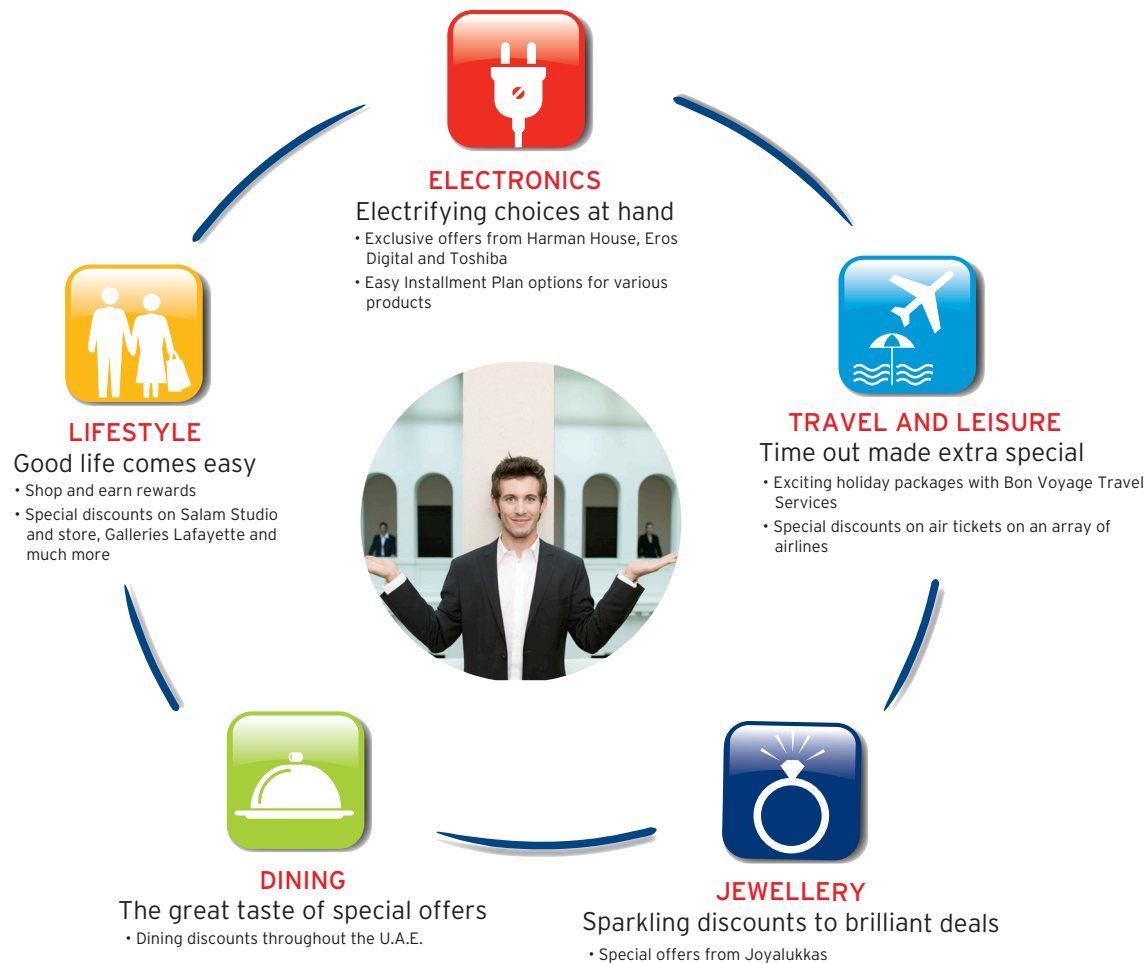 ELECTRONICS
Electrifying choices at hand
• Exclusive offers from Harman House, Eros
Digital and Toshiba
• Easy Installment Plan options for various
products
LIFESTYLE
Good life comes easy
• Shop and earn rewards
• Special discounts on Salam Studio
and store, Galleries Lafayette and
much more
TRAVEL AND LEISURE
Time out made extra special
• Exciting holiday packages with Bon Voyage Travel
Services
• Special discounts on air tickets on an array of
airlines
DINING
The great taste of special offers
• Dining discounts throughout the U.A.E.
JEWELLERY
Sparkling discounts to brilliant deals
• Special offers from Joyalukkas